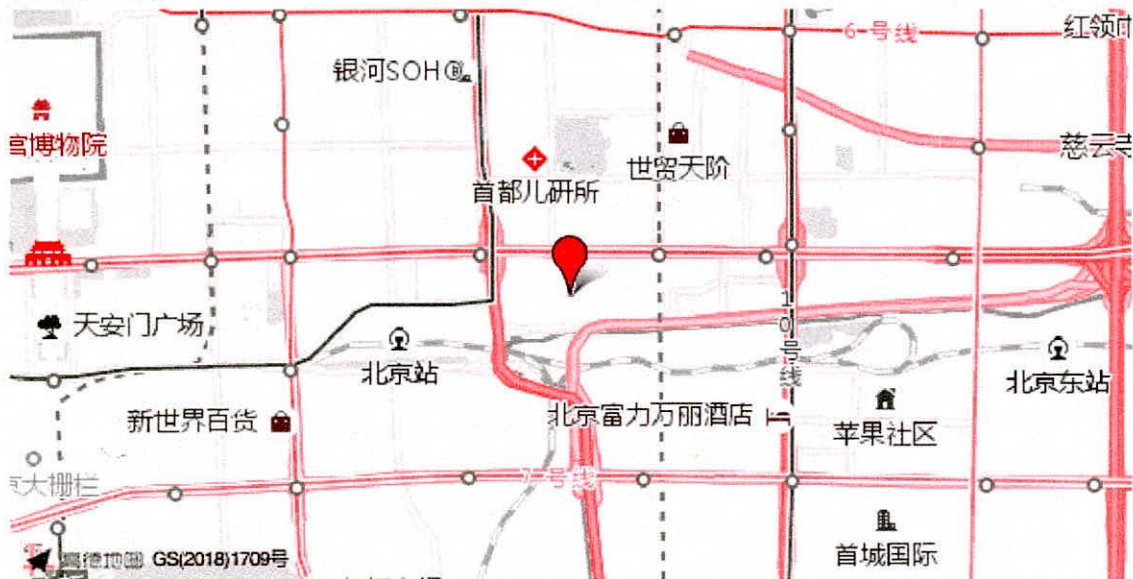 6号线
红领
银河SOH
宫博物院
世贸天阶
慈云寺
首都儿研所
天安门广场
10号线
北京站
北京东站
新世界百货
北京富力万丽酒店
苹果社区
大栅栏
7号线
首城国际
高德地图 GS(2018)1709号